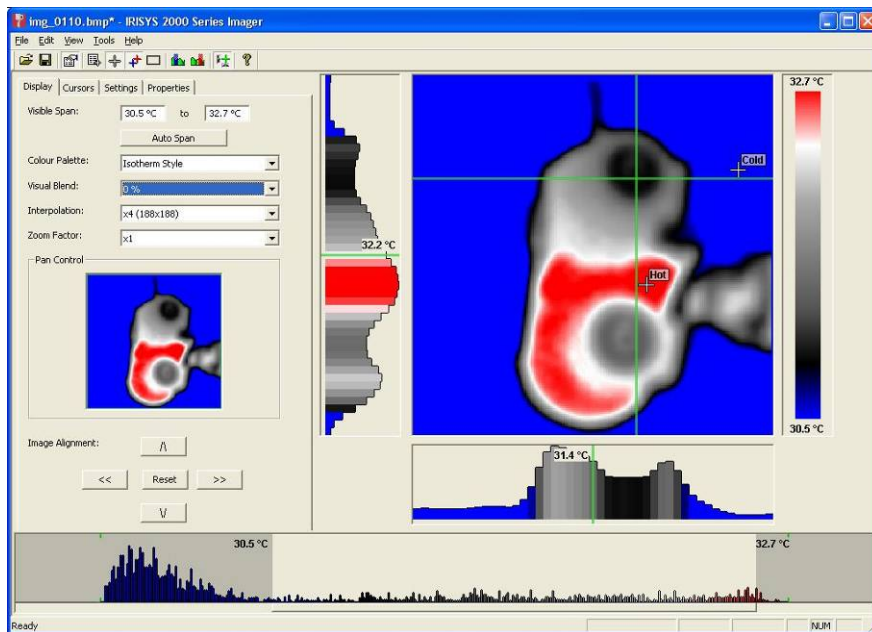 img_0110.bmp* - IRISYS 2000 Series Imager
File Edit View Tools Help
Display Cursors Settings Properties
Visible Span: 30.5 °C to 32.7 °C
Auto Span
Colour Palette: Isotherm Style
Visual Blend: 0 %
Interpolation: x4 (188x188)
Zoom Factor: x1
Pan Control
Image Alignment: /\
<< Reset >>
\/
32.2 °C
Cold
Hot
32.7 °C
30.5 °C
31.4 °C
30.5 °C 32.7 °C
Ready NUM